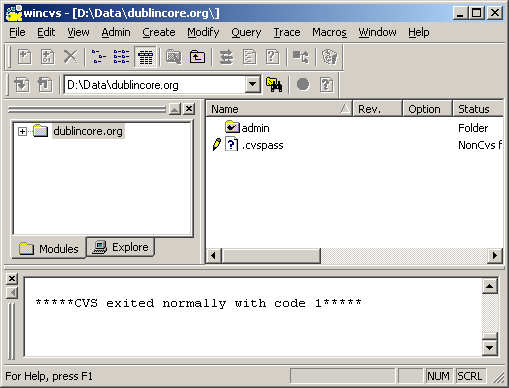 wincvs - [D:\Data\dublincore.org\]
File Edit View Admin Create Modify Query Trace Macros Window Help
D:\Data\dublincore.org
Name Rev. Option Status
dublincore.org
admin Folder
.cvspass NonCvs f
Modules Explore
*****CVS exited normally with code 1*****
For Help, press F1 NUM SCRL